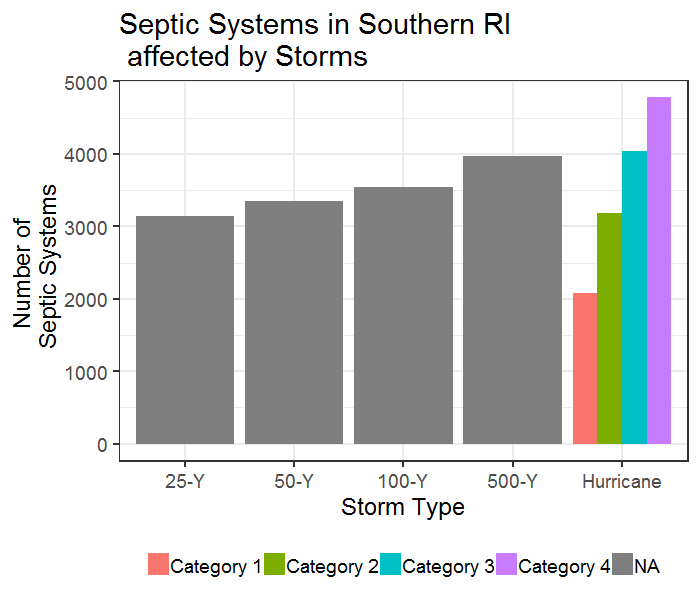 Septic Systems in Southern RI
affected by Storms
Number of
Septic Systems
5000
4000
3000
2000
1000
0
25-Y 50-Y 100-Y 500-Y Hurricane
Storm Type
Category 1 Category 2 Category 3 Category 4 NA